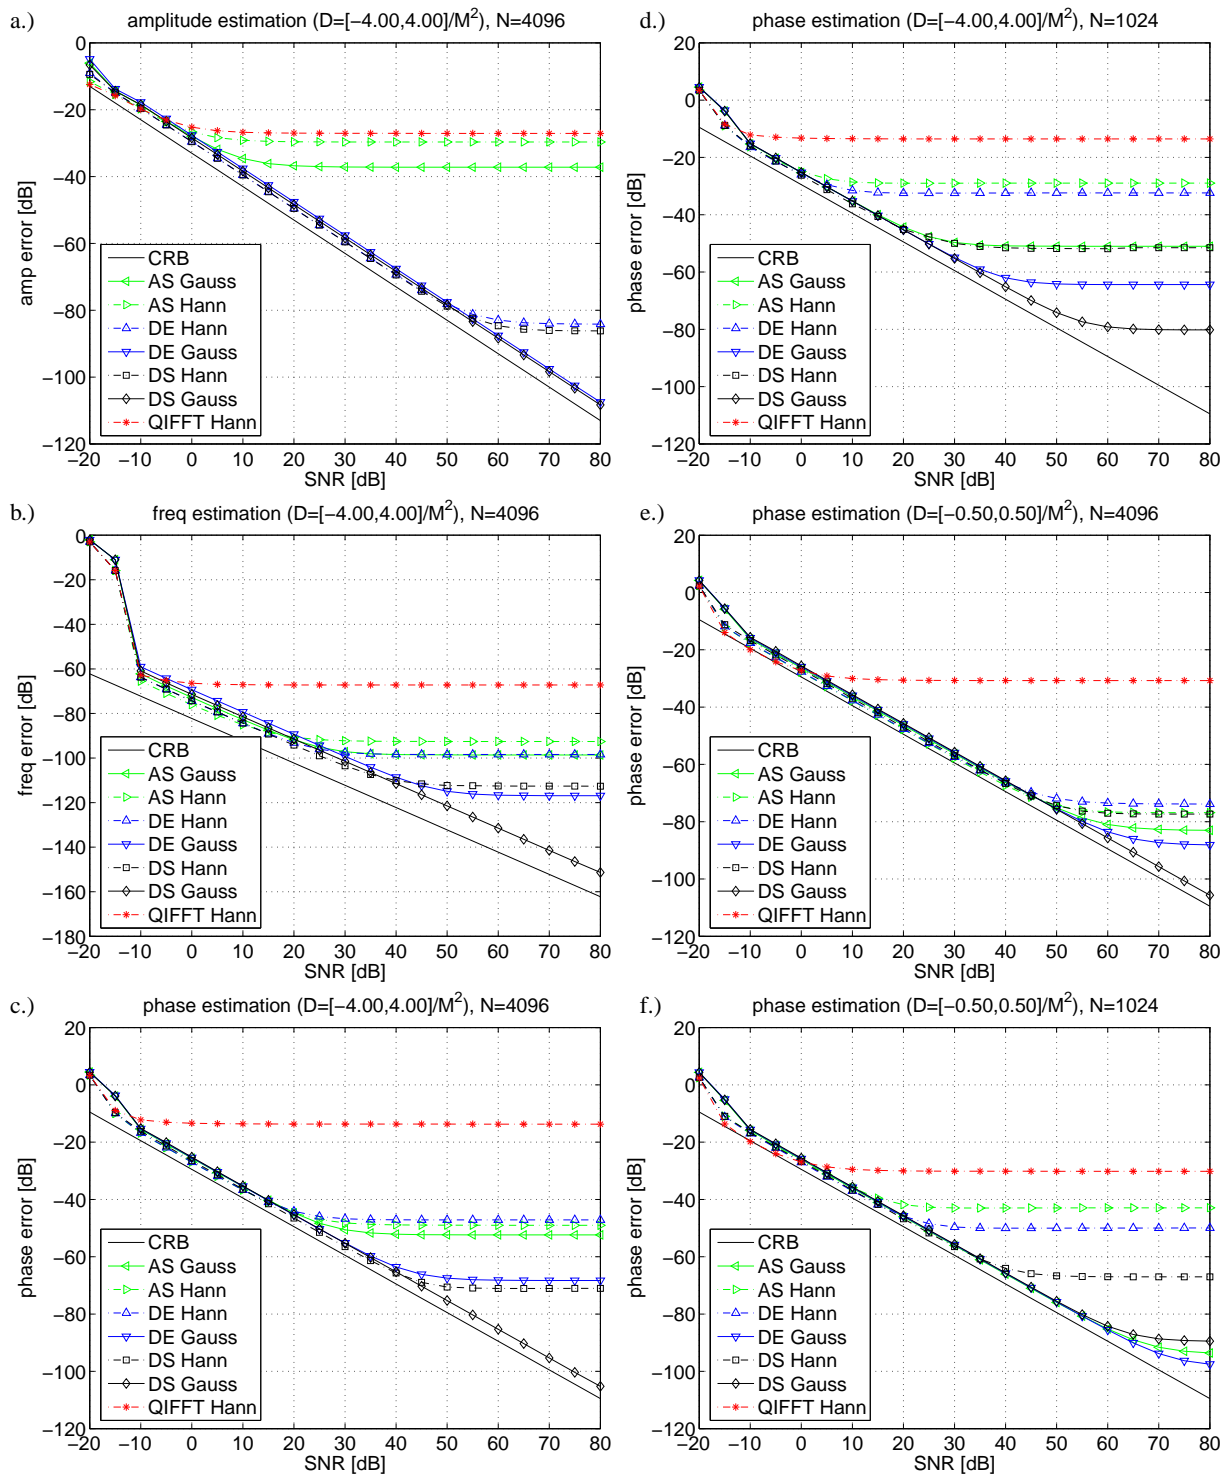 a.)
amplitude estimation (D=[−4.00,4.00]/M²), N=4096
0
−20
−40
−60
−80
−100
−120
amp error [dB]
CRB
AS Gauss
AS Hann
DE Hann
DE Gauss
DS Hann
DS Gauss
QIFFT Hann
−20 −10 0 10 20 30 40 50 60 70 80
SNR [dB]
d.)
phase estimation (D=[−4.00,4.00]/M²), N=1024
20
0
−20
−40
−60
−80
−100
−120
phase error [dB]
CRB
AS Gauss
AS Hann
DE Hann
DE Gauss
DS Hann
DS Gauss
QIFFT Hann
−20 −10 0 10 20 30 40 50 60 70 80
SNR [dB]
b.)
freq estimation (D=[−4.00,4.00]/M²), N=4096
0
−20
−40
−60
−80
−100
−120
−140
−160
−180
freq error [dB]
CRB
AS Gauss
AS Hann
DE Hann
DE Gauss
DS Hann
DS Gauss
QIFFT Hann
−20 −10 0 10 20 30 40 50 60 70 80
SNR [dB]
e.)
phase estimation (D=[−0.50,0.50]/M²), N=4096
20
0
−20
−40
−60
−80
−100
−120
phase error [dB]
CRB
AS Gauss
AS Hann
DE Hann
DE Gauss
DS Hann
DS Gauss
QIFFT Hann
−20 −10 0 10 20 30 40 50 60 70 80
SNR [dB]
c.)
phase estimation (D=[−4.00,4.00]/M²), N=4096
20
0
−20
−40
−60
−80
−100
−120
phase error [dB]
CRB
AS Gauss
AS Hann
DE Hann
DE Gauss
DS Hann
DS Gauss
QIFFT Hann
−20 −10 0 10 20 30 40 50 60 70 80
SNR [dB]
f.)
phase estimation (D=[−0.50,0.50]/M²), N=1024
20
0
−20
−40
−60
−80
−100
−120
phase error [dB]
CRB
AS Gauss
AS Hann
DE Hann
DE Gauss
DS Hann
DS Gauss
QIFFT Hann
−20 −10 0 10 20 30 40 50 60 70 80
SNR [dB]